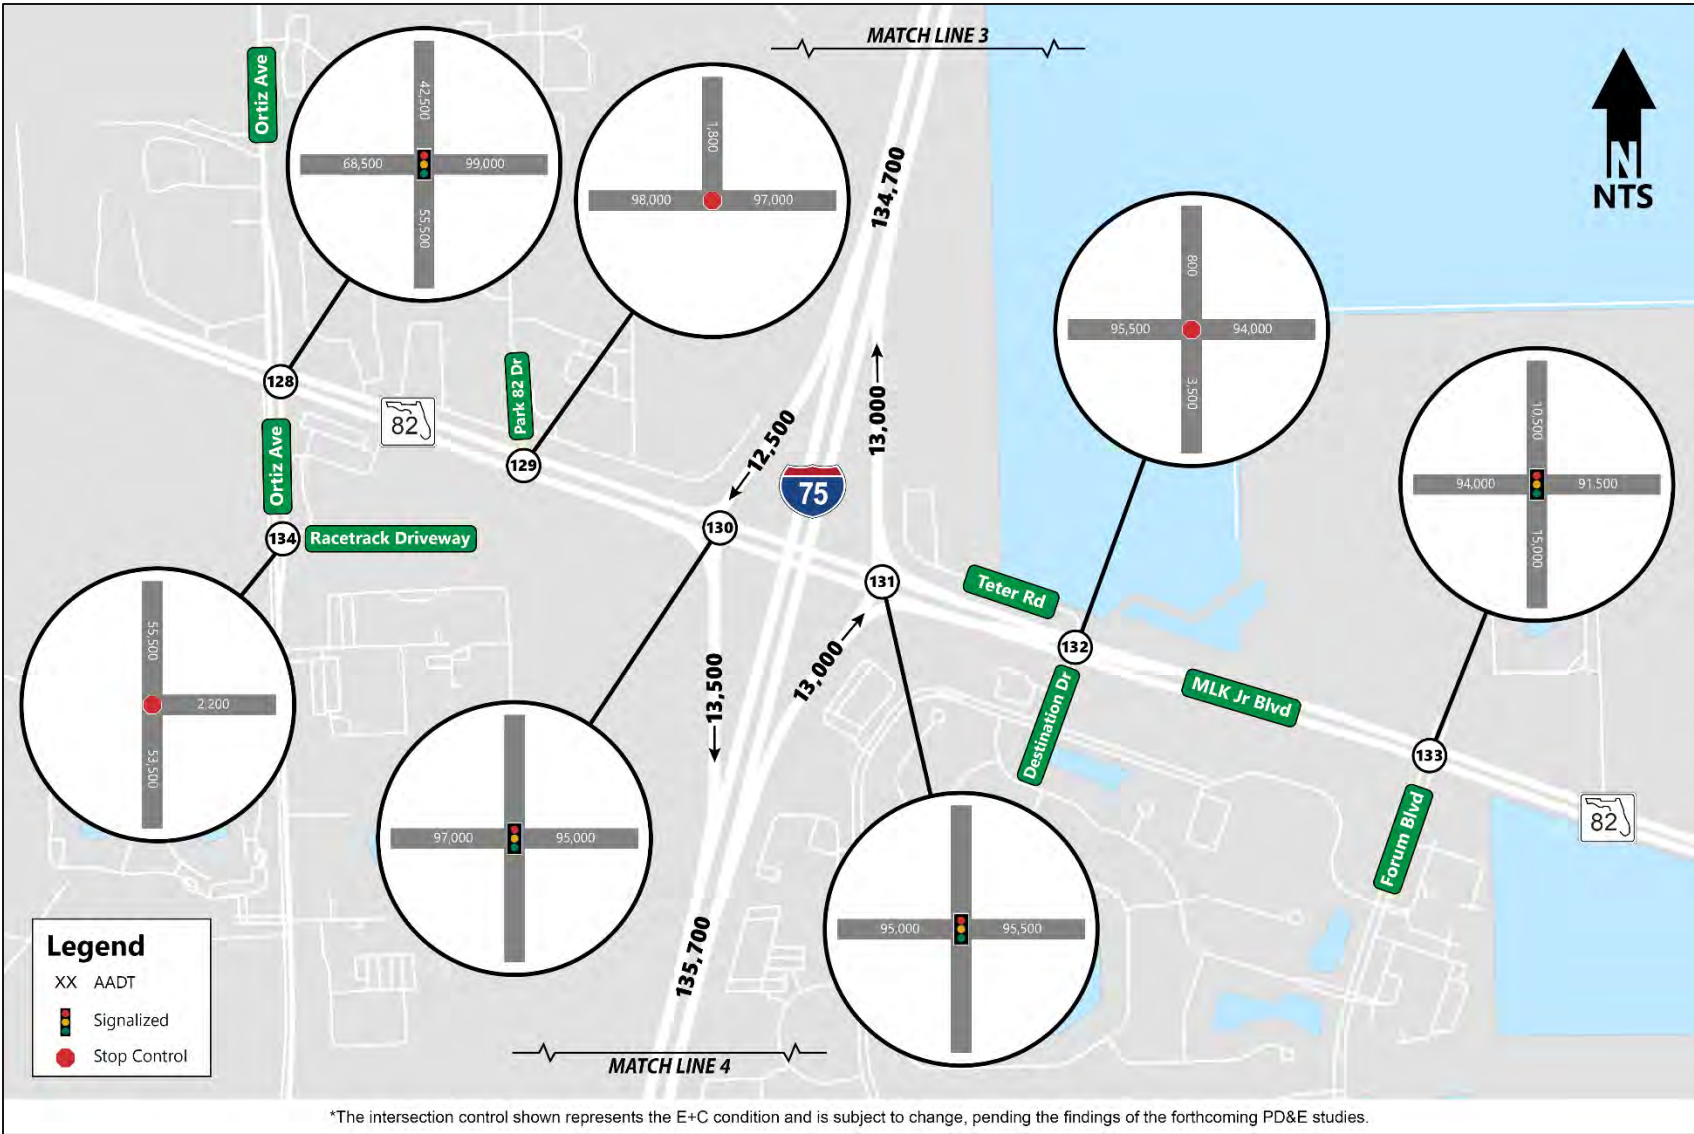 MATCH LINE 3
N
NTS
Ortiz Ave
42,500
68,500
99,000
55,500
1,800
98,000
97,000
134,700
800
95,500
94,000
3,500
128
82
Park 82 Dr
129
12,500
13,000
75
10,500
94,000
91,500
15,000
Ortiz Ave
134
Racetrack Driveway
130
131
Teter Rd
132
55,500
2,200
53,500
13,500
13,000
Destination Dr
MLK Jr Blvd
133
Forum Blvd
82
97,000
95,000
95,000
95,500
135,700
Legend
XX AADT
Signalized
Stop Control
MATCH LINE 4
*The intersection control shown represents the E+C condition and is subject to change, pending the findings of the forthcoming PD&E studies.